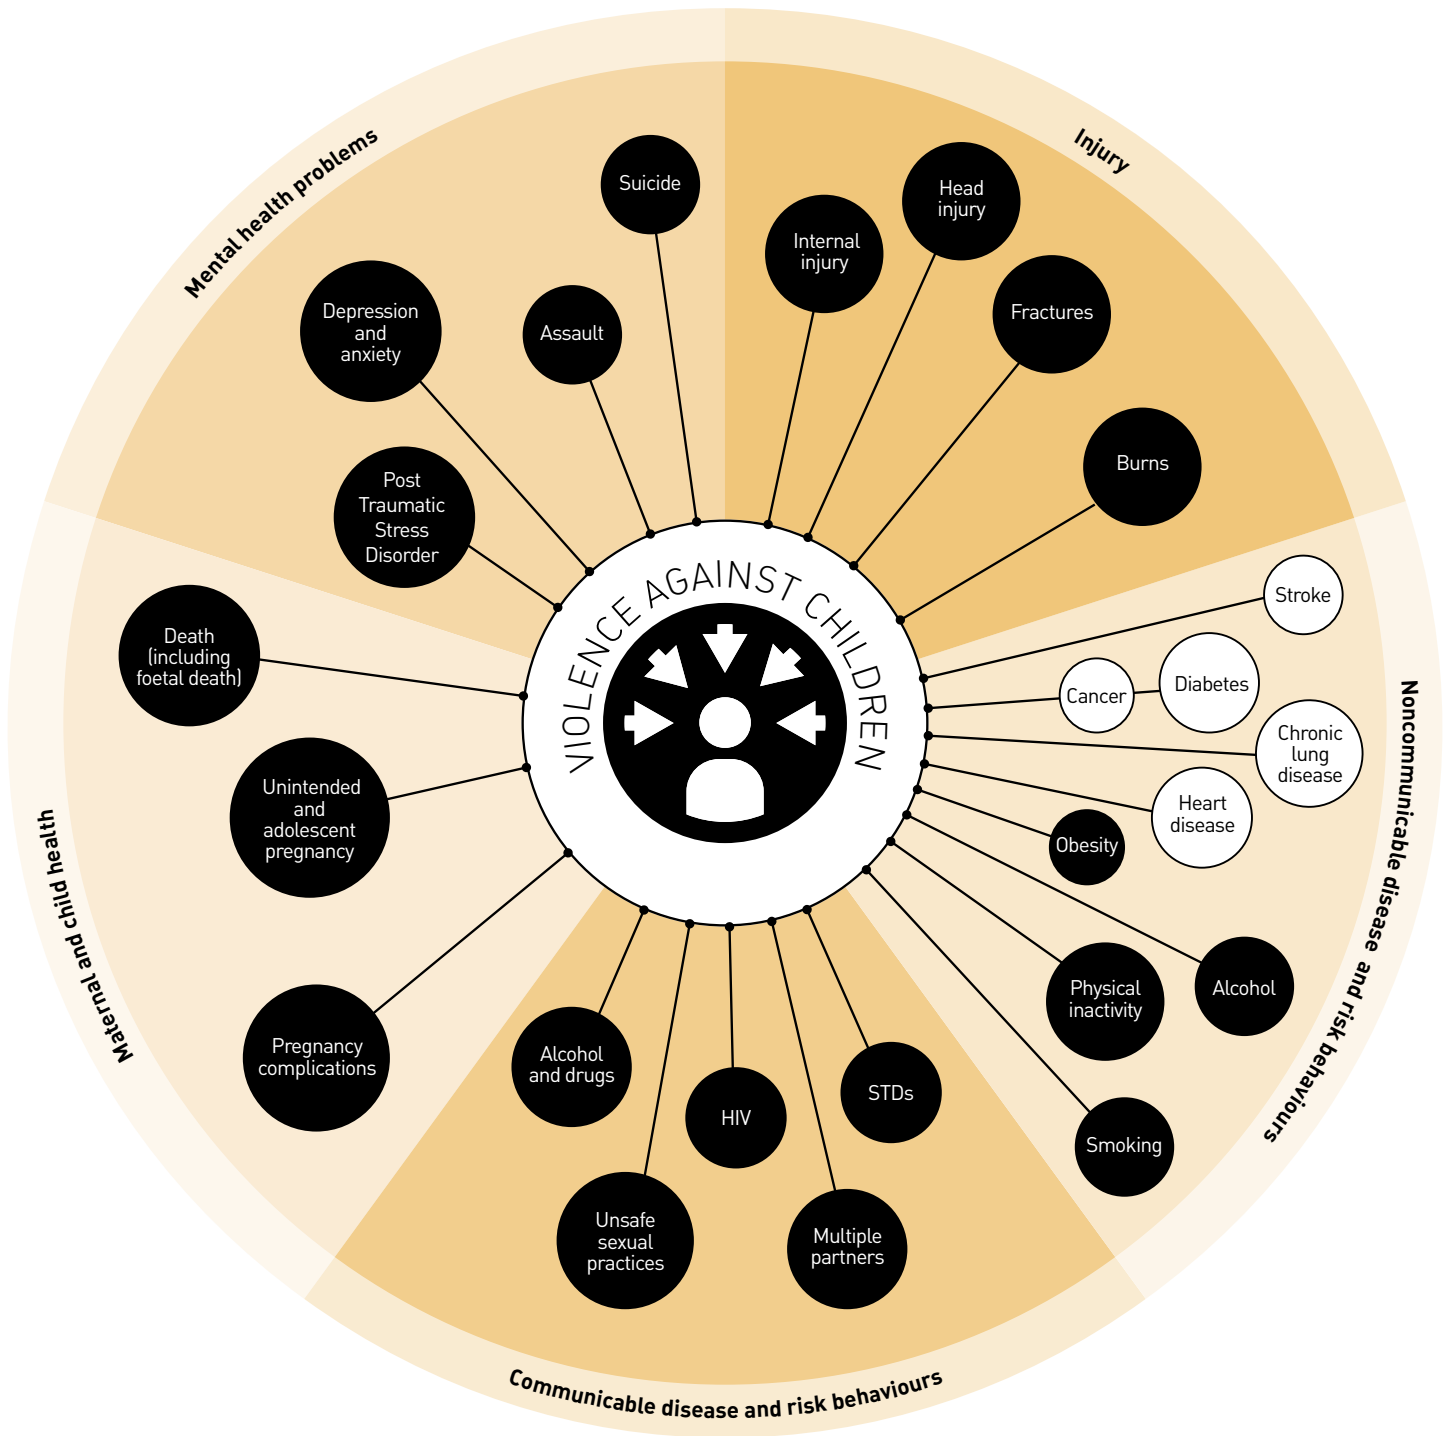 VIOLENCE AGAINST CHILDREN
Mental health problems
Suicide
Assault
Depression
and
anxiety
Post
Traumatic
Stress
Disorder
Injury
Internal
injury
Head
injury
Fractures
Burns
Noncommunicable disease and risk behaviours
Stroke
Cancer
Diabetes
Chronic
lung
disease
Heart
disease
Obesity
Alcohol
Physical
inactivity
Smoking
Communicable disease and risk behaviours
STDs
Multiple
partners
HIV
Unsafe
sexual
practices
Alcohol
and drugs
Maternal and child health
Pregnancy
complications
Unintended
and
adolescent
pregnancy
Death
(including
foetal death)